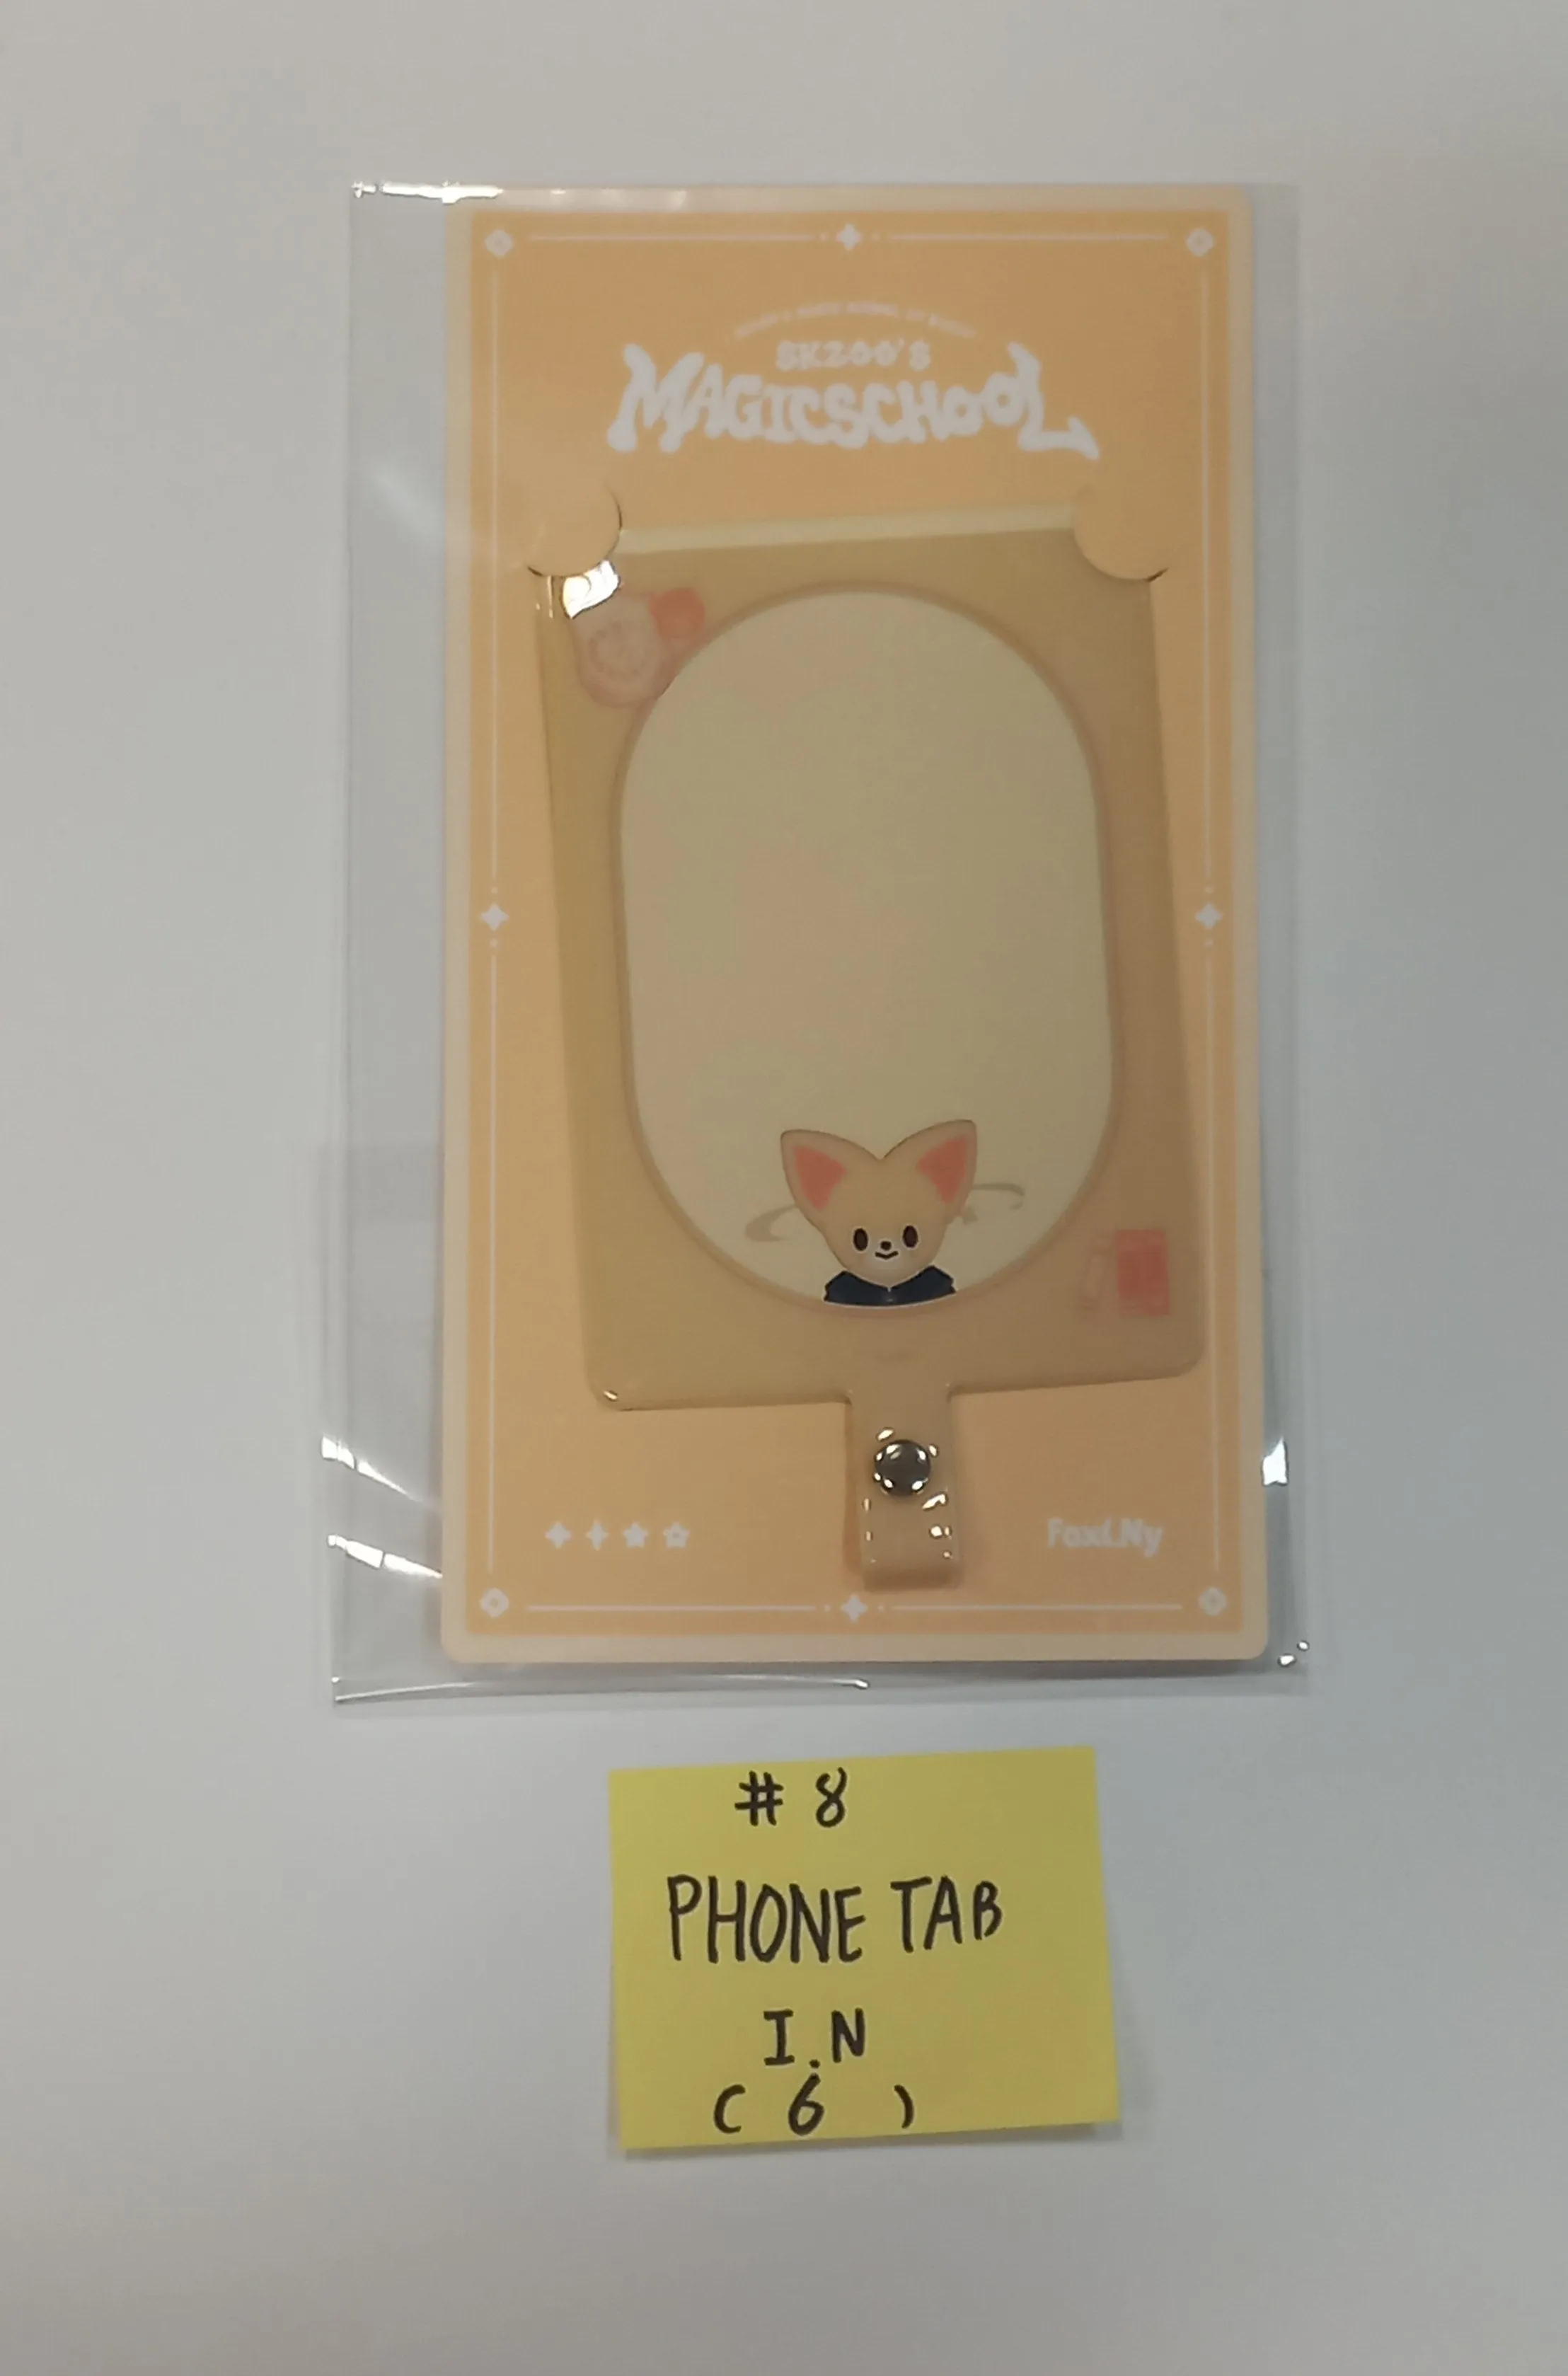 SKZOO'S
MAGICSCHOOL
FoxI.Ny
# 8
PHONE TAB
I.N
( 6 )